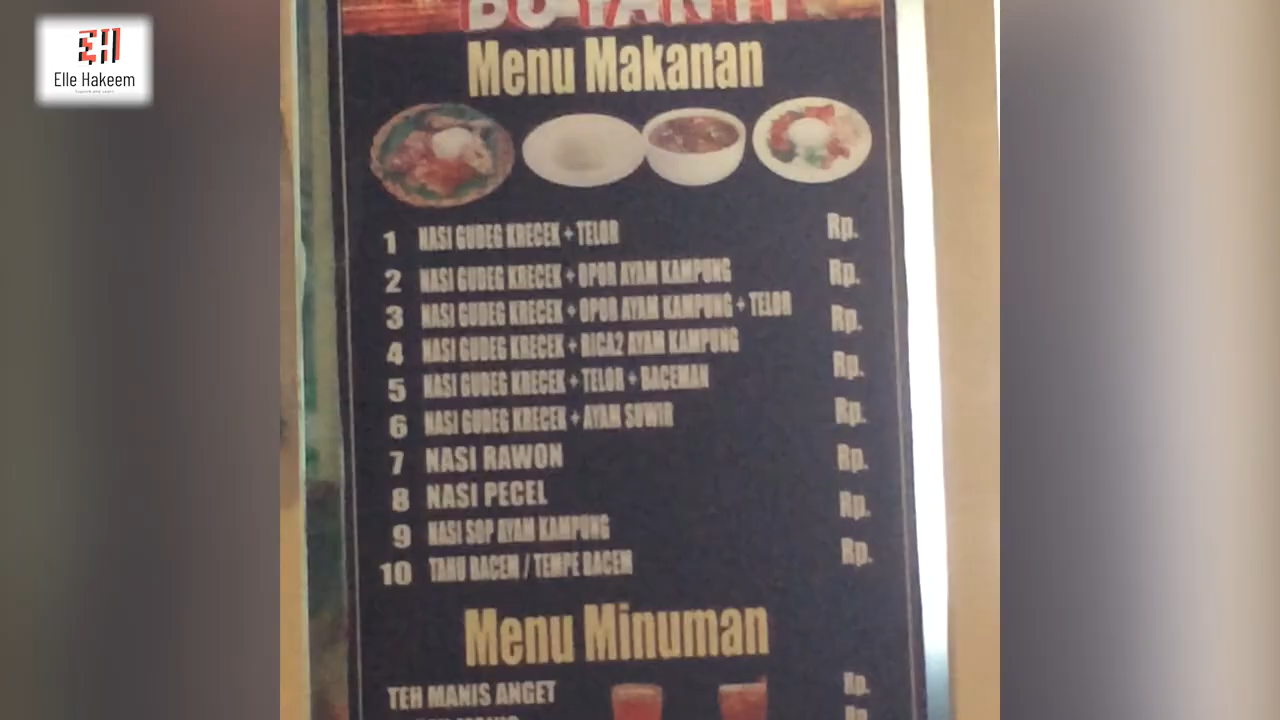 EH
Elle Hakeem
BU YANTI
Menu Makanan
1 NASI GUDEG KRECEK + TELOR Rp.
2 NASI GUDEG KRECEK + OPOR AYAM KAMPUNG Rp.
3 NASI GUDEG KRECEK + OPOR AYAM KAMPUNG + TELOR Rp.
4 NASI GUDEG KRECEK + RICA2 AYAM KAMPUNG Rp.
5 NASI GUDEG KRECEK + TELOR + BACEMAN Rp.
6 NASI GUDEG KRECEK + AYAM SUWIR Rp.
7 NASI RAWON Rp.
8 NASI PECEL Rp.
9 NASI SOP AYAM KAMPUNG
10 TAHU BACEM / TEMPE BACEM
Menu Minuman
TEH MANIS ANGET Rp.